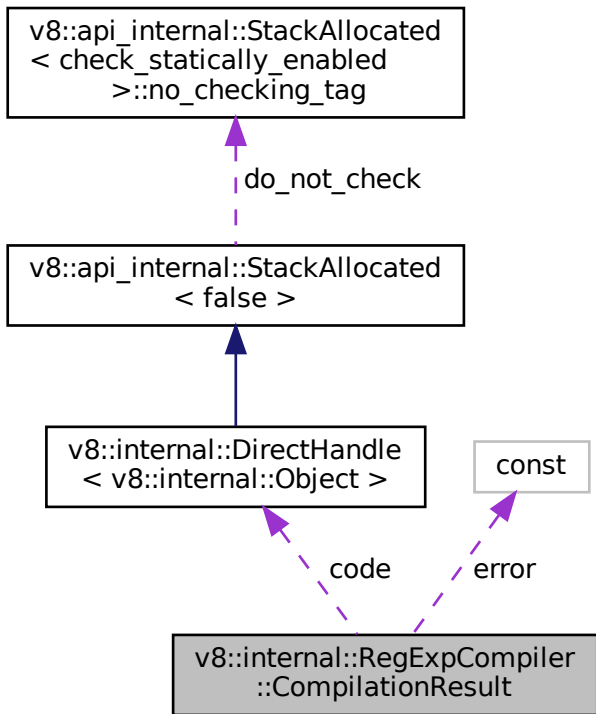 v8::api_internal::StackAllocated
< check_statically_enabled
>::no_checking_tag
do_not_check
v8::api_internal::StackAllocated
< false >
v8::internal::DirectHandle
< v8::internal::Object >
const
code
error
v8::internal::RegExpCompiler
::CompilationResult